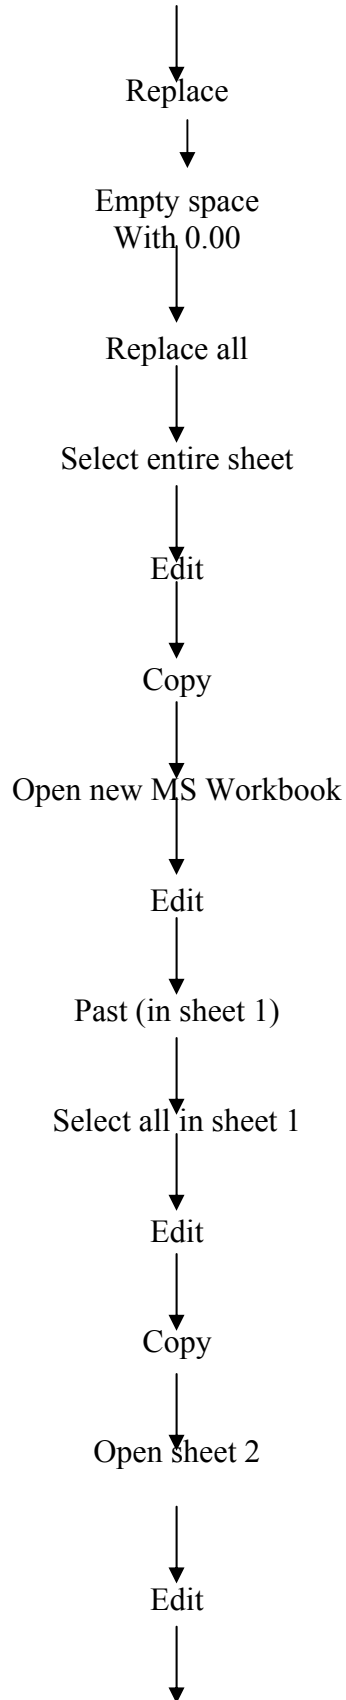 Replace
Empty space
With 0.00
Replace all
Select entire sheet
Edit
Copy
Open new MS Workbook
Edit
Past (in sheet 1)
Select all in sheet 1
Edit
Copy
Open sheet 2
Edit